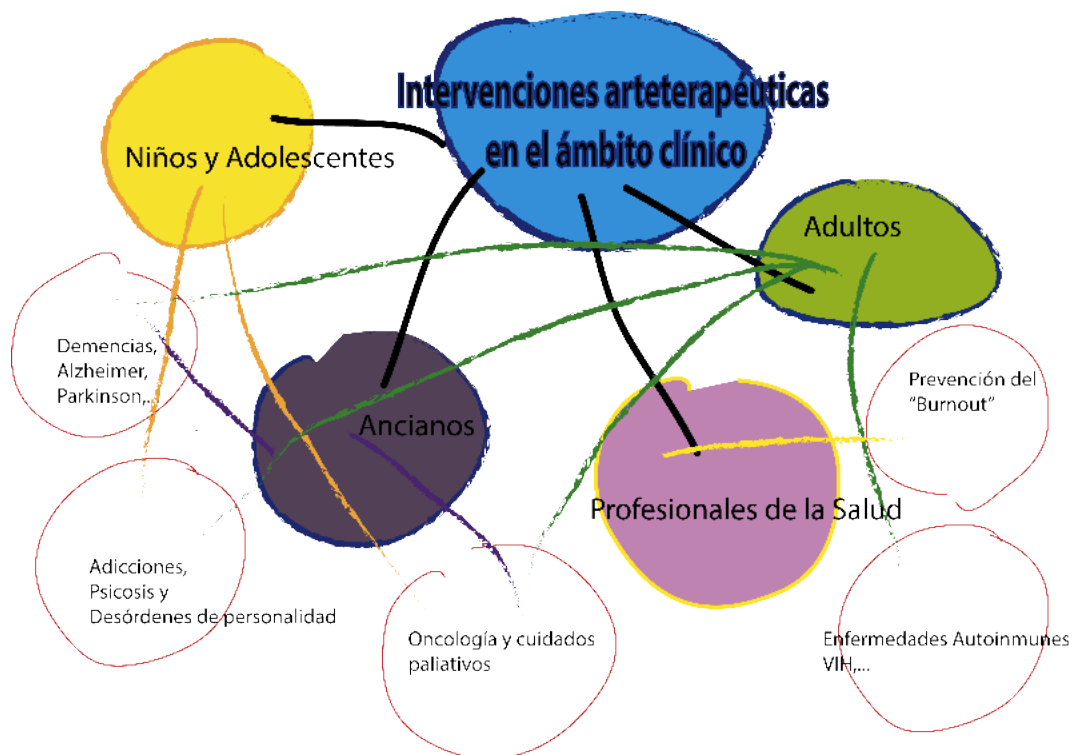 Intervenciones arteterapéuticas
en el ámbito clínico
Niños y Adolescentes
Adultos
Demencias,
Alzheimer,
Parkinson,..
Ancianos
Prevención del
“Burnout”
Profesionales de la Salud
Adicciones,
Psicosis y
Desórdenes de personalidad
Oncología y cuidados
paliativos
Enfermedades Autoinmunes
VIH,...